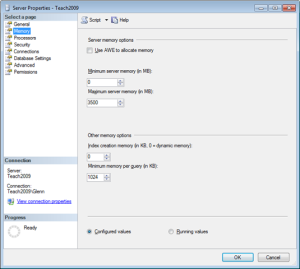 Server Properties - Teach2009
Select a page
General
Memory
Processors
Security
Connections
Database Settings
Advanced
Permissions
Script
Help
Server memory options
Use AWE to allocate memory
Minimum server memory (in MB):
0
Maximum server memory (in MB):
3500
Other memory options
Index creation memory (in KB, 0 = dynamic memory):
0
Minimum memory per query (in KB):
1024
Connection
Server:
Teach2009
Connection:
Teach2009\Glenn
View connection properties
Progress
Ready
Configured values
Running values
OK
Cancel